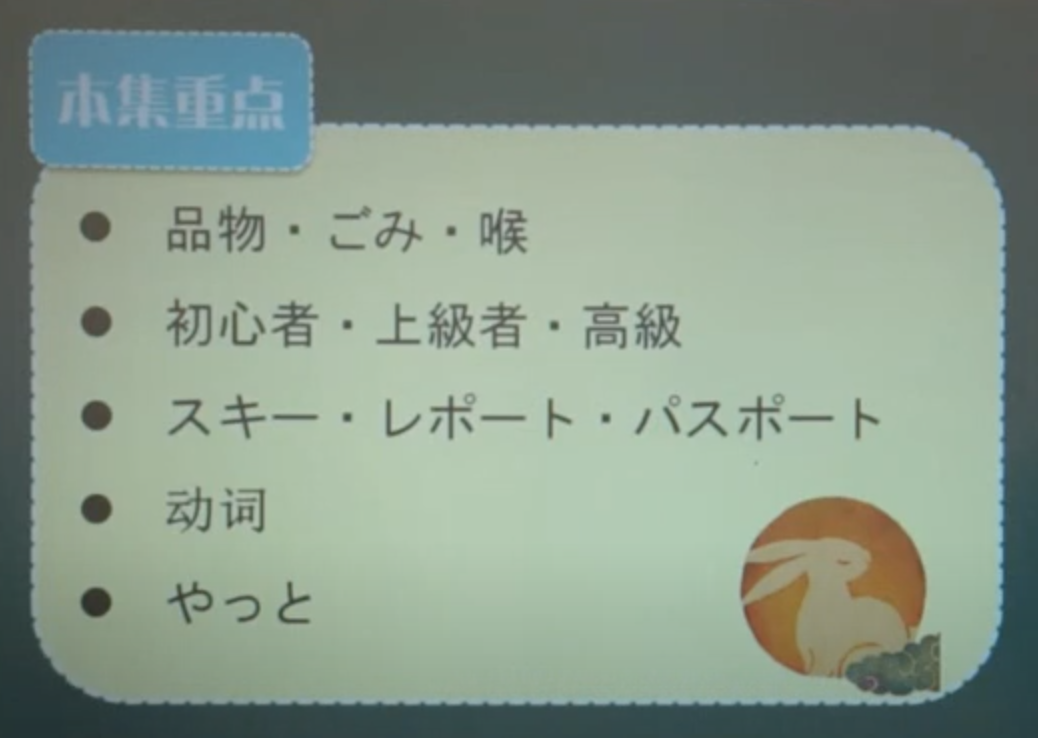 本集重点
● 品物・ごみ・喉
● 初心者・上級者・高級
● スキー・レポート・パスポート
● 动词
● やっと